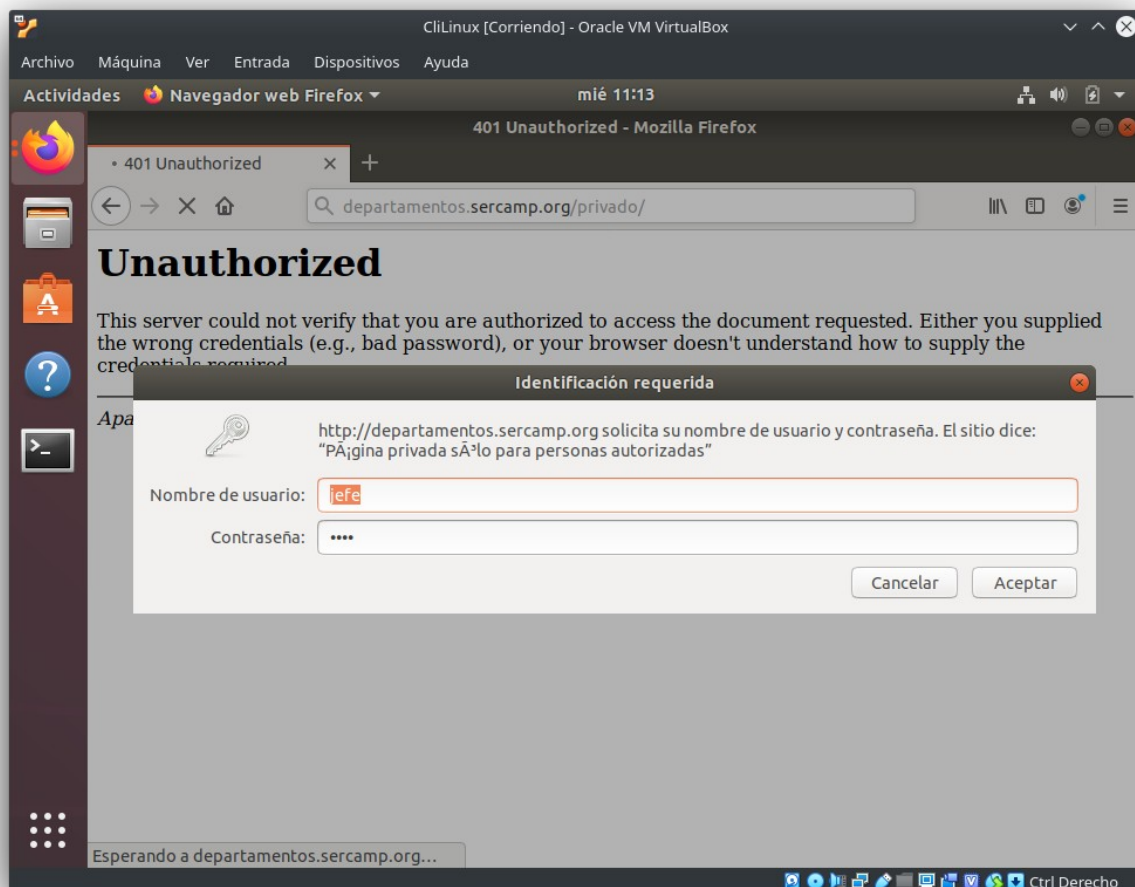 CliLinux [Corriendo] - Oracle VM VirtualBox
Archivo Máquina Ver Entrada Dispositivos Ayuda
Actividades Navegador web Firefox mié 11:13
401 Unauthorized - Mozilla Firefox
• 401 Unauthorized
departamentos.sercamp.org/privado/
Unauthorized
This server could not verify that you are authorized to access the document requested. Either you supplied
the wrong credentials (e.g., bad password), or your browser doesn't understand how to supply the
credentials required.
Identificación requerida
Apa
http://departamentos.sercamp.org solicita su nombre de usuario y contraseña. El sitio dice:
“PÃ¡gina privada sÃ³lo para personas autorizadas”
Nombre de usuario: jefe
Contraseña: ••••
Cancelar Aceptar
Esperando a departamentos.sercamp.org...
Ctrl Derecho